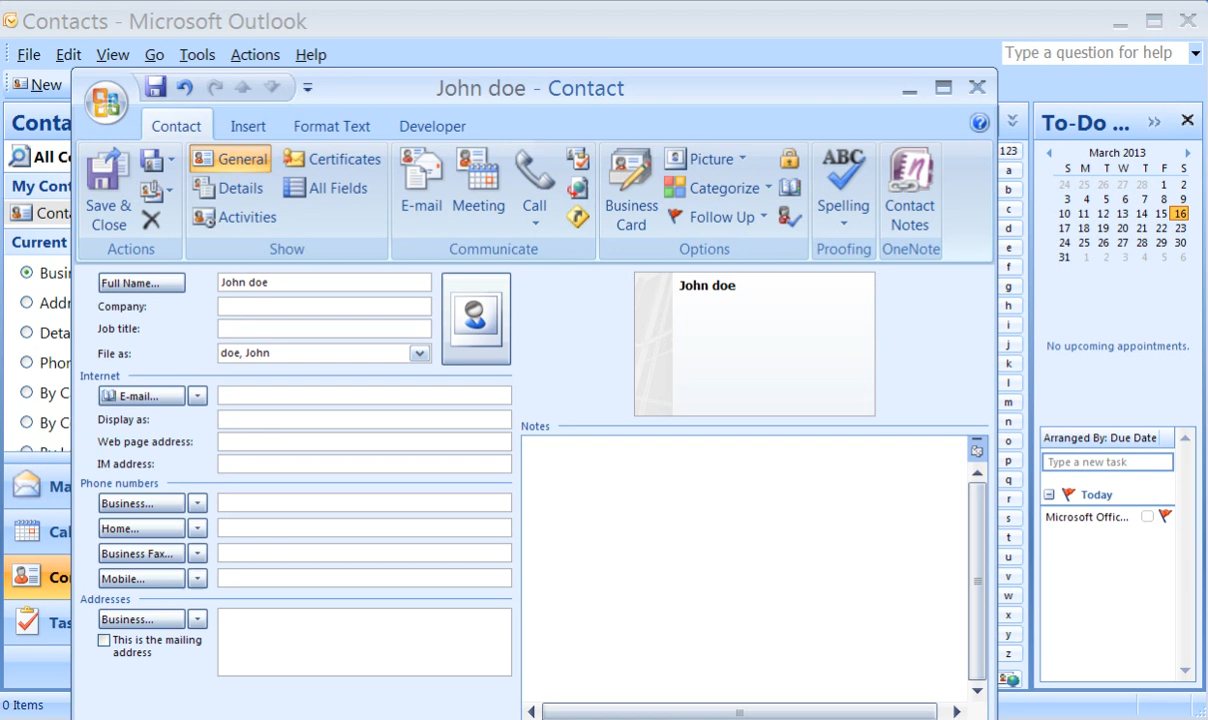 Contacts - Microsoft Outlook
File Edit View Go Tools Actions Help
Type a question for help
New
John doe - Contact
Contact Insert Format Text Developer
Save & Close
General
Details
Activities
Certificates
All Fields
E-mail
Meeting
Call
Business Card
Picture
Categorize
Follow Up
ABC
Spelling
Contact Notes
Actions Show Communicate Options Proofing OneNote
Full Name... John doe
Company:
Job title:
File as: doe, John
Internet
E-mail...
Display as:
Web page address:
IM address:
Phone numbers
Business...
Home...
Business Fax...
Mobile...
Addresses
Business...
This is the mailing
address
John doe
Notes
Conta
All Co
My Cont
Conta
Current
Busi
Addr
Deta
Phor
By C
By C
Ma
Cal
Co
Tas
0 Items
123
a
b
c
d
e
f
g
h
i
j
k
l
m
n
o
p
q
r
s
t
u
v
w
x
y
z
To-Do ...
March 2013
S M T W T F S
24 25 26 27 28 1 2
3 4 5 6 7 8 9
10 11 12 13 14 15 16
17 18 19 20 21 22 23
24 25 26 27 28 29 30
31 1 2 3 4 5 6
No upcoming appointments.
Arranged By: Due Date
Type a new task
Today
Microsoft Offic...